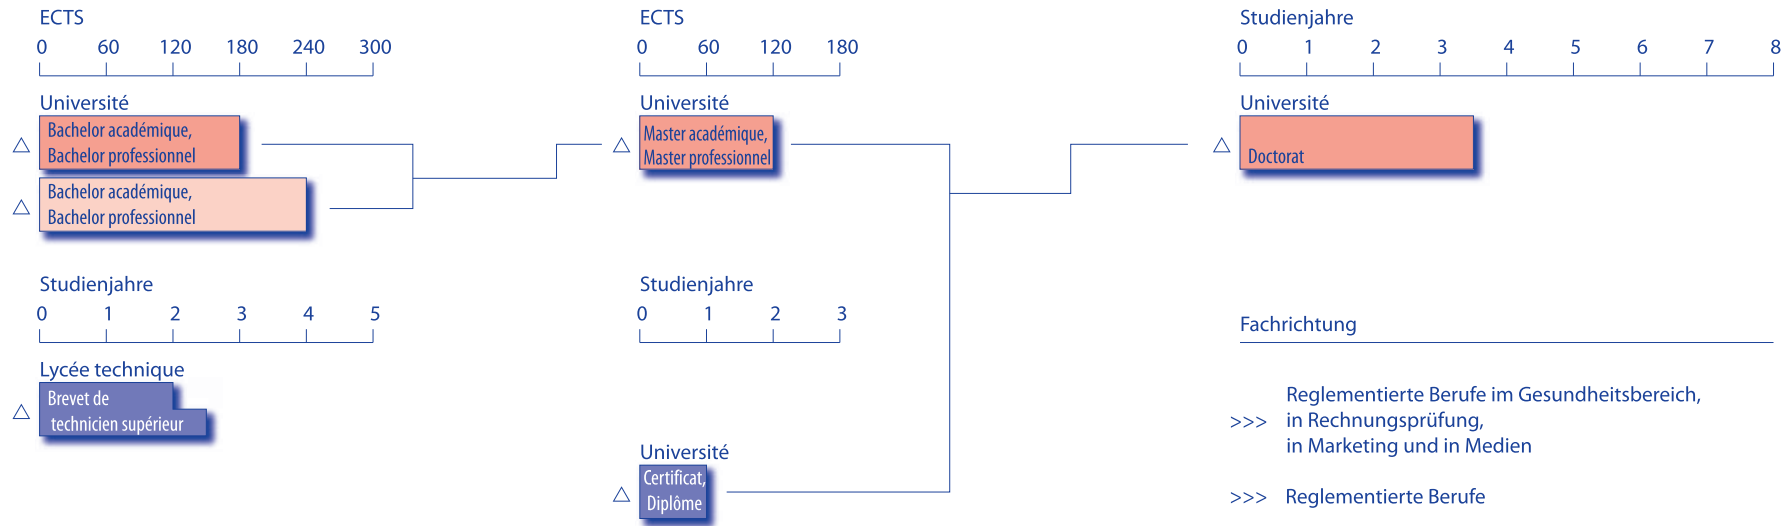 ECTS
0 60 120 180 240 300
Université
Bachelor académique,
Bachelor professionnel
Bachelor académique,
Bachelor professionnel
Studienjahre
0 1 2 3 4 5
Lycée technique
Brevet de
technicien supérieur
ECTS
0 60 120 180
Université
Master académique,
Master professionnel
Studienjahre
0 1 2 3
Université
Certificat,
Diplôme
Studienjahre
0 1 2 3 4 5 6 7 8
Université
Doctorat
Fachrichtung
Reglementierte Berufe im Gesundheitsbereich,
>>> in Rechnungsprüfung,
in Marketing und in Medien
>>> Reglementierte Berufe